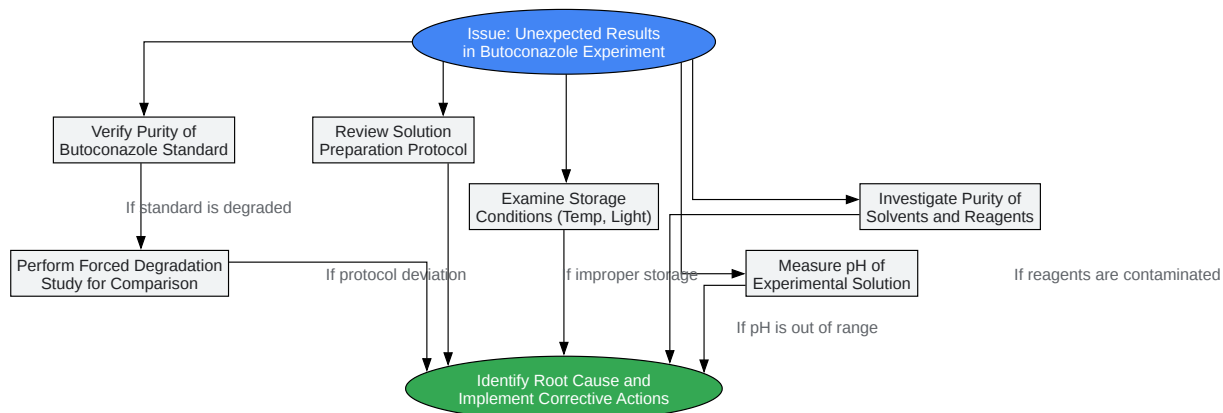 Issue: Unexpected Results
in Butoconazole Experiment
Verify Purity of
Butoconazole Standard
Review Solution
Preparation Protocol
Examine Storage
Conditions (Temp, Light)
Investigate Purity of
Solvents and Reagents
If standard is degraded
Perform Forced Degradation
Study for Comparison
If protocol deviation
If improper storage
Measure pH of
Experimental Solution
If reagents are contaminated
If pH is out of range
Identify Root Cause and
Implement Corrective Actions